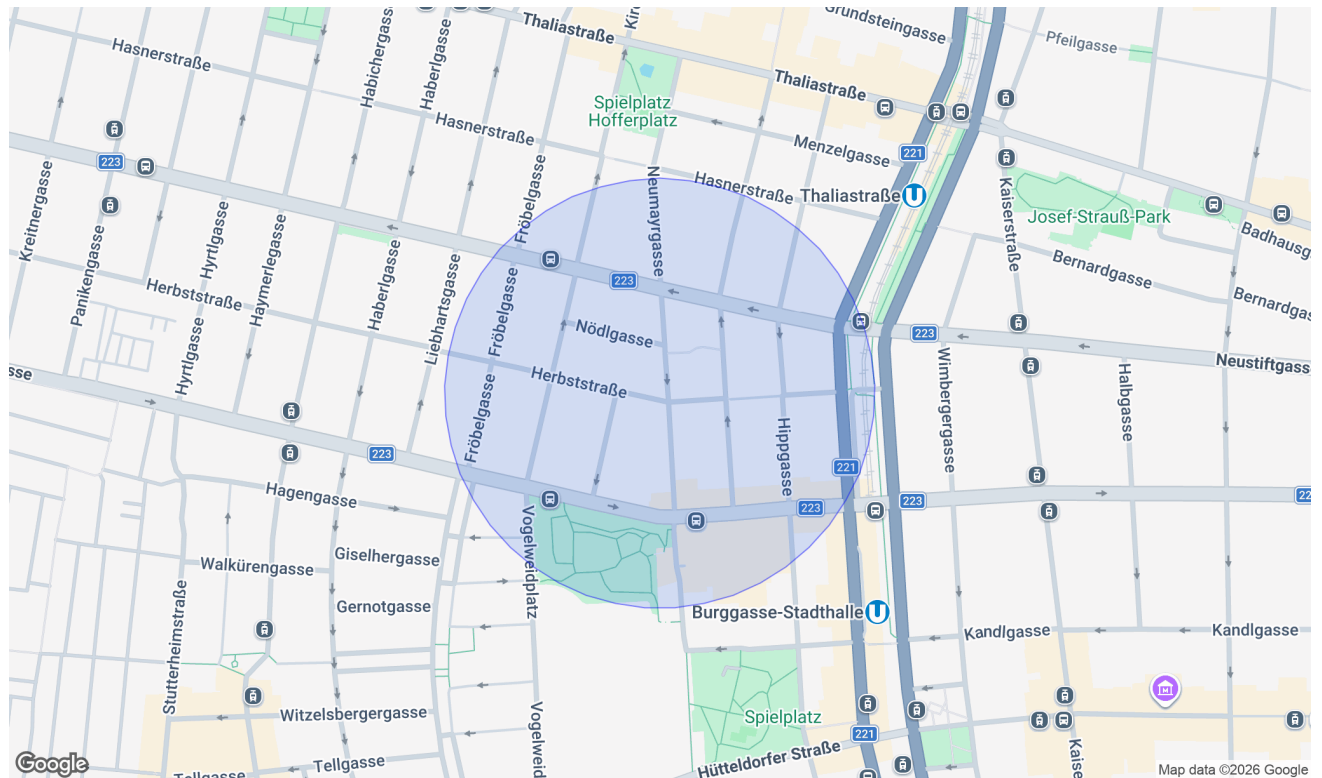 Grundsteingasse
Thaliastraße
Pfeilgasse
Hasnerstraße
Habichergasse
Haberlgasse
Spielplatz
Hofferplatz
Thaliastraße
Hasnerstraße
Menzelgasse
221
223
Fröbelgasse
Neumayrgasse
Hasnerstraße
Thaliastraße
Kaiserstraße
Josef-Strauß-Park
Kreitnergasse
Panikengasse
Hyrtlgasse
Haymerlegasse
Haberlgasse
Liebhartsgasse
Bernardgasse
Herbststraße
223
Fröbelgasse
Nödlgasse
223
Wimbergergasse
Neustiftgasse
Hyrtlgasse
Herbststraße
Halbgasse
Fröbelgasse
Hippgasse
223
221
223
223
Hagengasse
Vogelweidplatz
Giselhergasse
Walkürengasse
Gernotgasse
Burggasse-Stadthalle
Kandlgasse
Kandlgasse
Stutterheimstraße
Witzelsbergergasse
Spielplatz
221
Hütteldorfer Straße
Tellgasse
Tellgasse
Google
Map data ©2026 Google